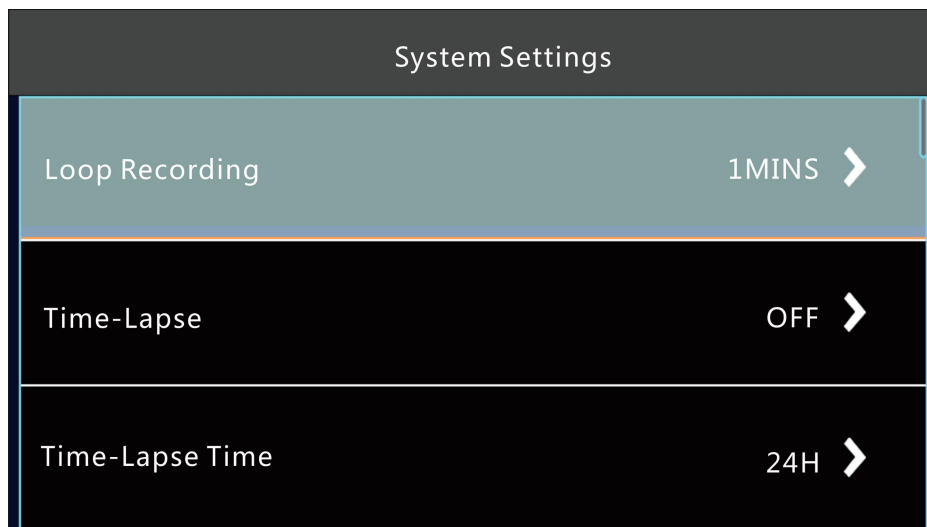 System Settings
Loop Recording 1MINS
Time-Lapse OFF
Time-Lapse Time 24H